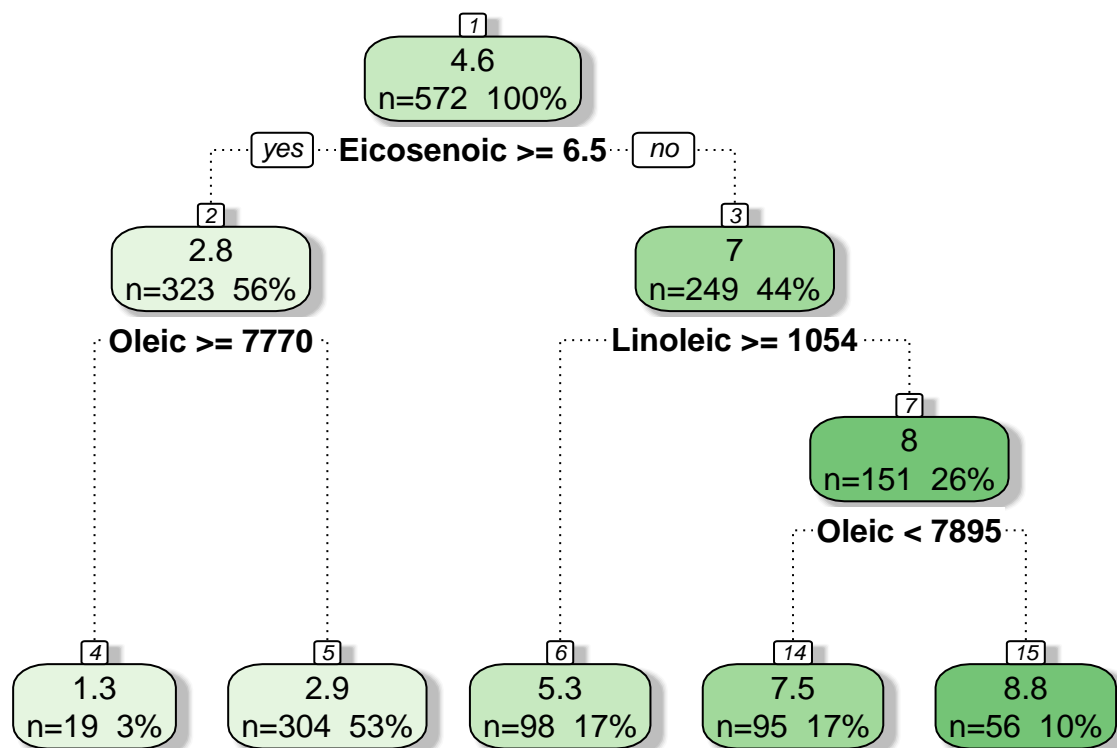 1
4.6
n=572 100%
yes Eicosenoic >= 6.5 no
2
2.8
n=323 56%
3
7
n=249 44%
Oleic >= 7770
Linoleic >= 1054
7
8
n=151 26%
Oleic < 7895
4
1.3
n=19 3%
5
2.9
n=304 53%
6
5.3
n=98 17%
14
7.5
n=95 17%
15
8.8
n=56 10%